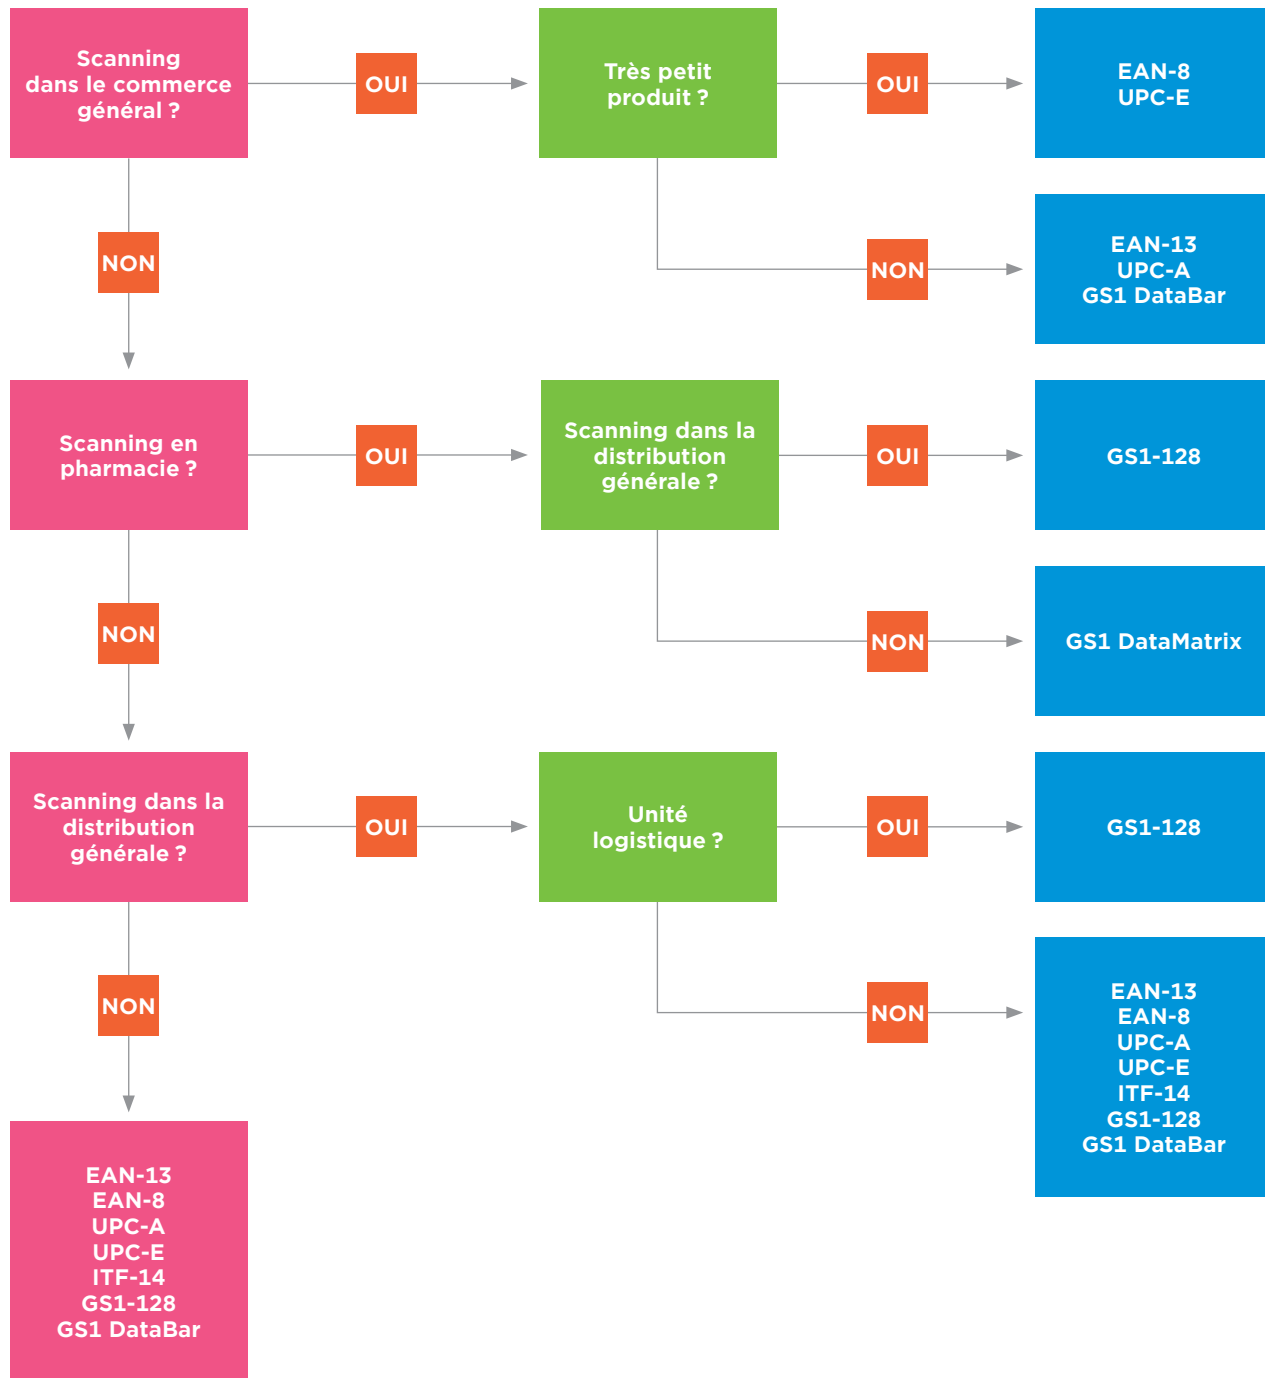 Scanning
dans le commerce
général ?
OUI
Très petit
produit ?
OUI
EAN-8
UPC-E
NON
NON
EAN-13
UPC-A
GS1 DataBar
Scanning en
pharmacie ?
OUI
Scanning dans la
distribution
générale ?
OUI
GS1-128
NON
NON
GS1 DataMatrix
Scanning dans la
distribution
générale ?
OUI
Unité
logistique ?
OUI
GS1-128
NON
NON
EAN-13
EAN-8
UPC-A
UPC-E
ITF-14
GS1-128
GS1 DataBar
EAN-13
EAN-8
UPC-A
UPC-E
ITF-14
GS1-128
GS1 DataBar